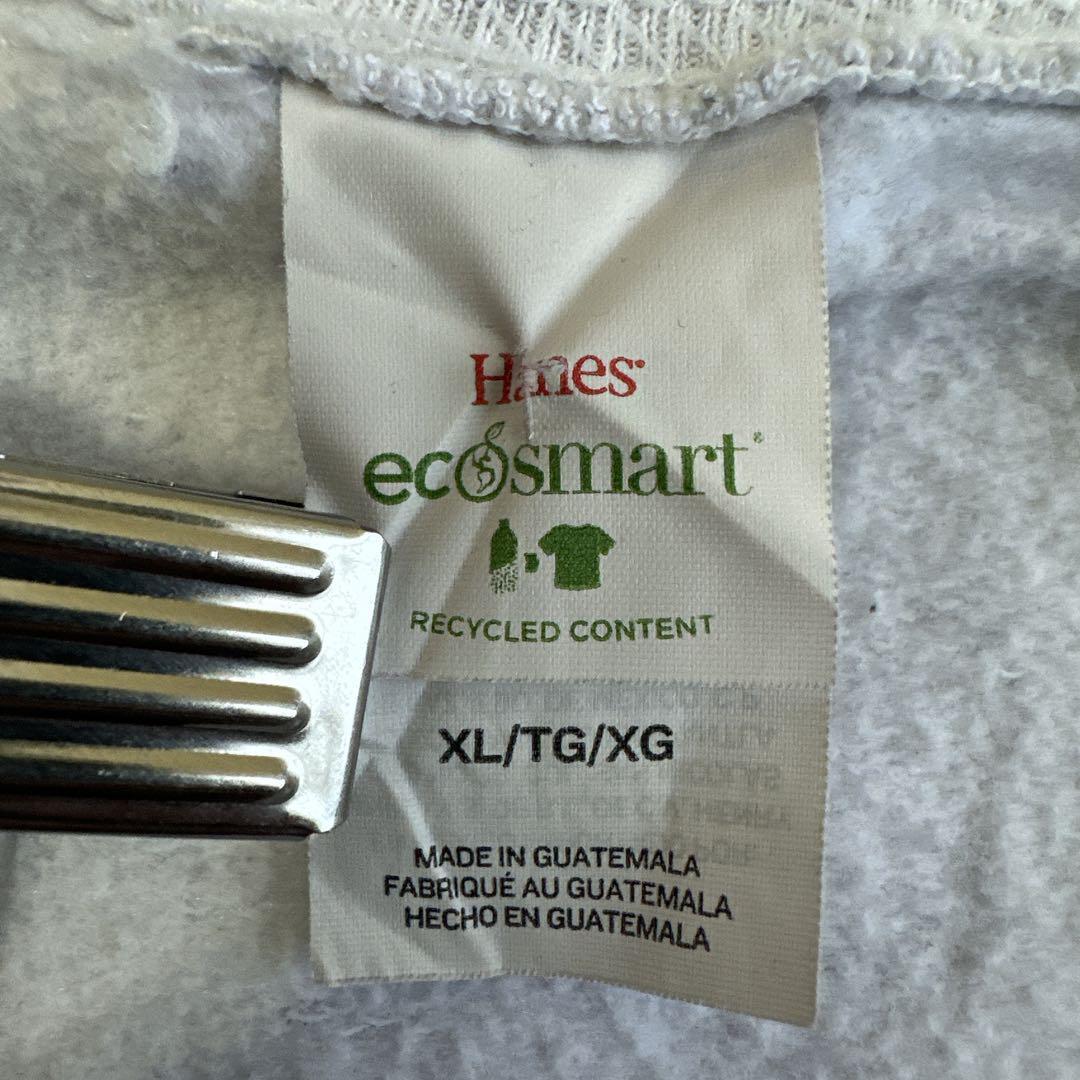 Hanes
ecosmart®
RECYCLED CONTENT
XL/TG/XG
MADE IN GUATEMALA
FABRIQUÉ AU GUATEMALA
HECHO EN GUATEMALA